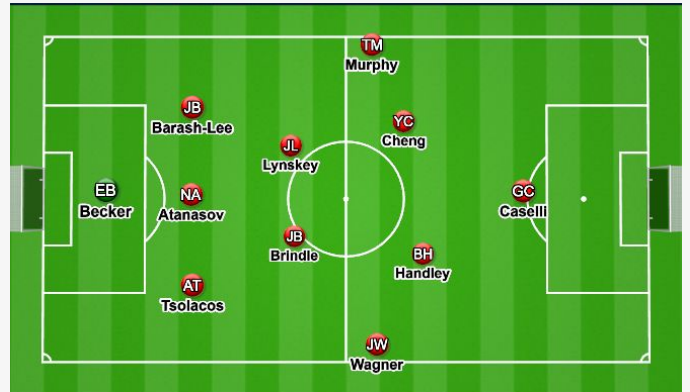 TM
Murphy
JB
Barash-Lee
YC
Cheng
JL
Lynskey
EB
Becker
NA
Atanasov
GC
Caselli
JB
Brindle
BH
Handley
AT
Tsolacos
JW
Wagner